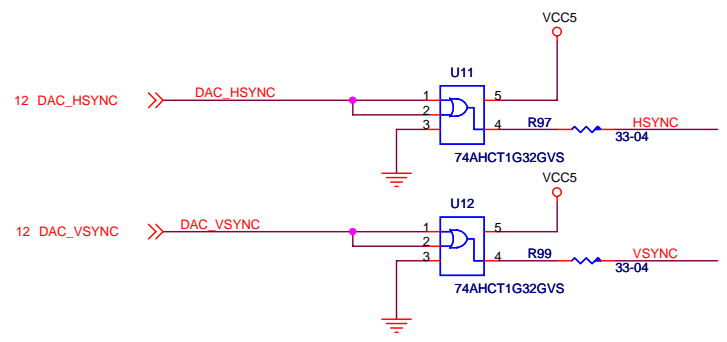 VCC5
U11
12 DAC_HSYNC
DAC_HSYNC
1
5
2
3
4
R97
HSYNC
33-04
74AHCT1G32GVS
VCC5
U12
12 DAC_VSYNC
DAC_VSYNC
1
5
2
3
4
R99
VSYNC
33-04
74AHCT1G32GVS